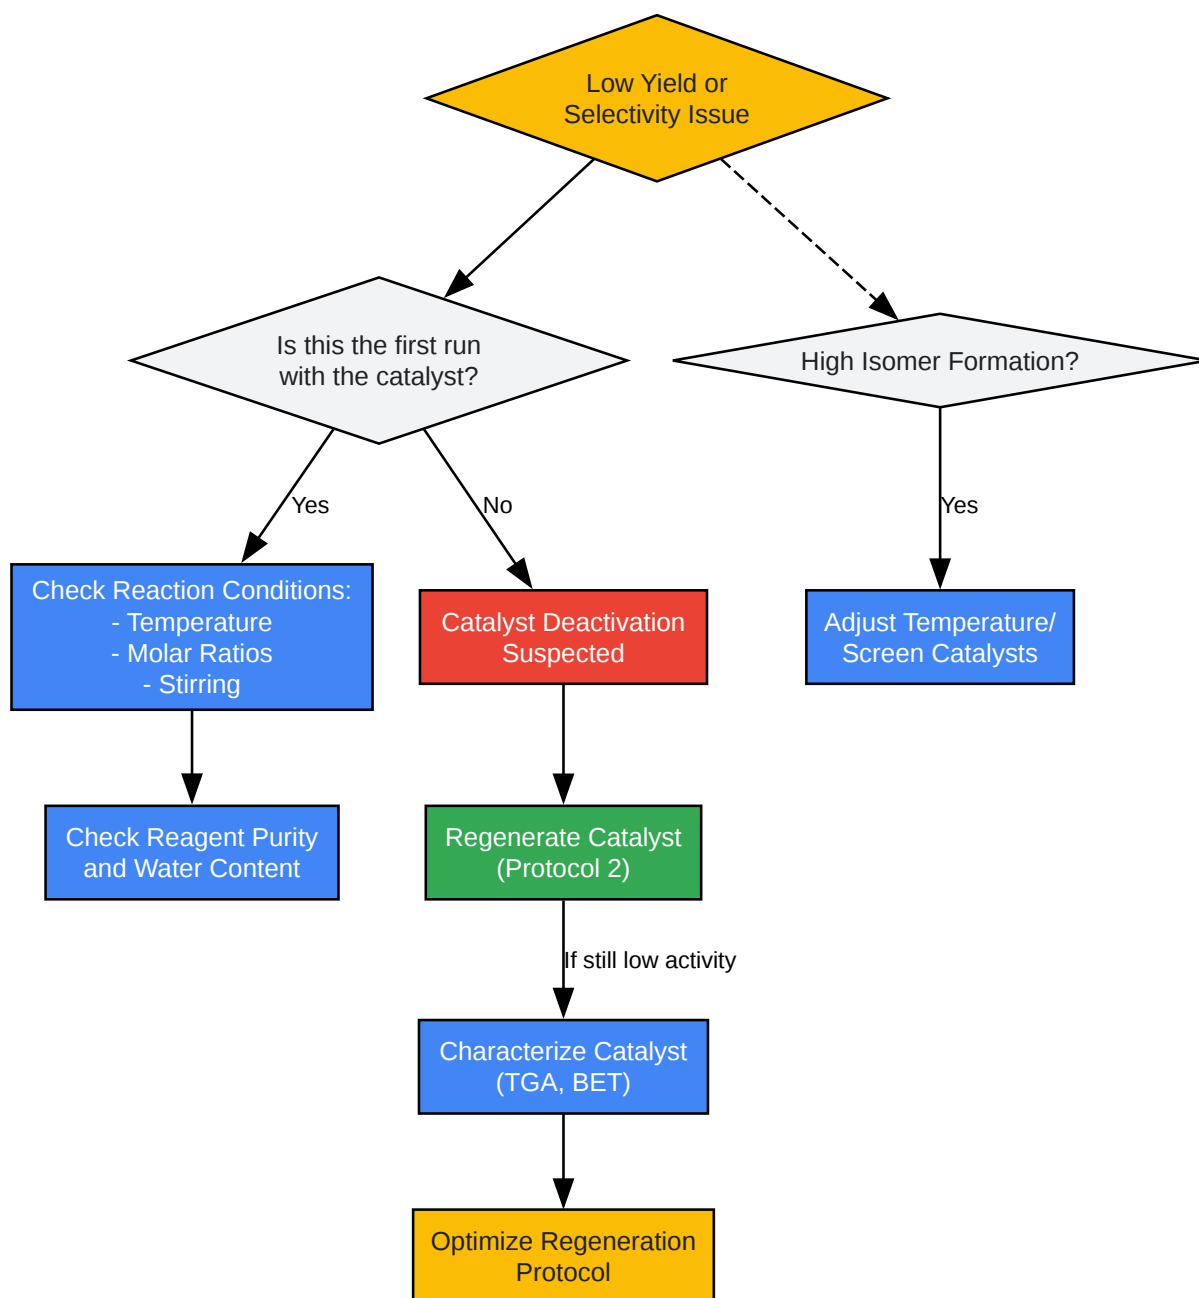 Low Yield or
Selectivity Issue
Is this the first run
with the catalyst?
High Isomer Formation?
Yes
No
Yes
Check Reaction Conditions:
- Temperature
- Molar Ratios
- Stirring
Catalyst Deactivation
Suspected
Adjust Temperature/
Screen Catalysts
Check Reagent Purity
and Water Content
Regenerate Catalyst
(Protocol 2)
If still low activity
Characterize Catalyst
(TGA, BET)
Optimize Regeneration
Protocol